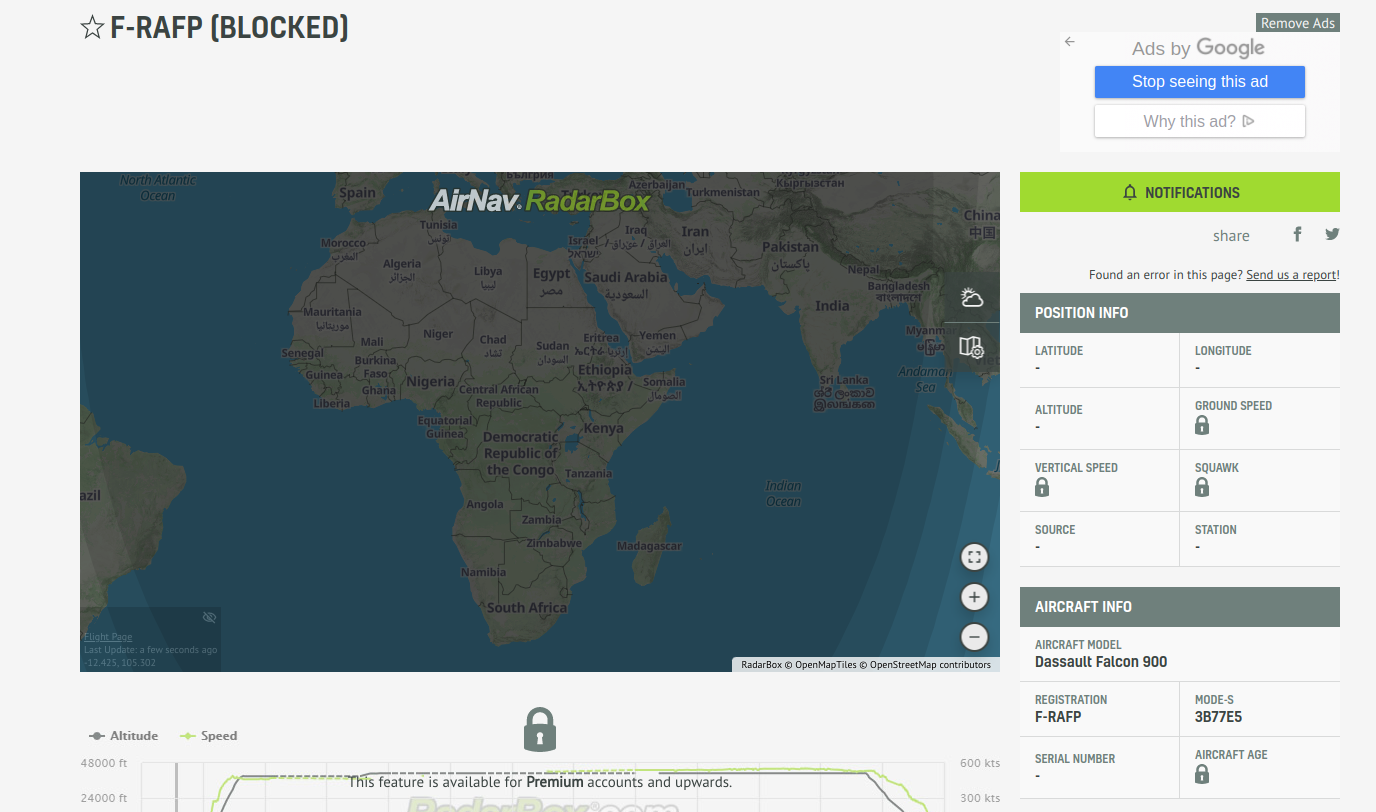 F-RAFP (BLOCKED)
Remove Ads
Ads by Google
Stop seeing this ad
Why this ad?
North Atlantic
Ocean
Spain
Azerbaijan
Turkmenistan
Кыргызстан
AirNav RadarBox
Tunisia
تونس
Morocco
المغرب
Algeria
الجزائر
Libya
ليبيا
Egypt
مصر
Israel
Iraq
Iran
ایران
Saudi Arabia
السعودية
Pakistan
پاکستان
China
中国
Nepal
Bangladesh
India
Mauritania
موريتانيا
Mali
Niger
Chad
تشاد
Sudan
السودان
Eritrea
Yemen
اليمن
Senegal
Burkina
Faso
Guinea
Ghana
Nigeria
Central African
Republic
Ethiopia
Somalia
الصومال
Liberia
Myanm
Andaman
Sea
Sri Lanka
ශ්‍රී ලංකාව
இலங்கை
Equatorial
Guinea
Democratic
Republic of
the Congo
Kenya
Tanzania
azil
Indian
Ocean
Angola
Zambia
Zimbabwe
Madagascar
Namibia
South Africa
Flight Page
Last Update: a few seconds ago
-12.425, 105.302
RadarBox © OpenMapTiles © OpenStreetMap contributors
NOTIFICATIONS
share
Found an error in this page? Send us a report!
POSITION INFO
LATITUDE LONGITUDE
- -
ALTITUDE GROUND SPEED
-
VERTICAL SPEED SQUAWK
SOURCE STATION
- -
AIRCRAFT INFO
AIRCRAFT MODEL
Dassault Falcon 900
REGISTRATION MODE-S
F-RAFP 3B77E5
SERIAL NUMBER AIRCRAFT AGE
-
Altitude Speed
48000 ft 600 kts
This feature is available for Premium accounts and upwards.
24000 ft 300 kts
RadarBox.com